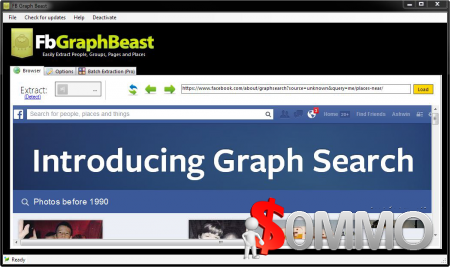 FB Graph Beast
File Check for updates Help Deactivate
FbGraphBeast
Easily Extract People, Groups, Pages and Places
Browser Options Batch Extraction (Pro)
Extract:
(Detect)
https://www.facebook.com/about/graphsearch?source=unknown&query=me/places-near/
Load
f Search for people, places and things
Home 20+ Find Friends
Introducing Graph Search
Photos before 1990
$OMMO
Ready